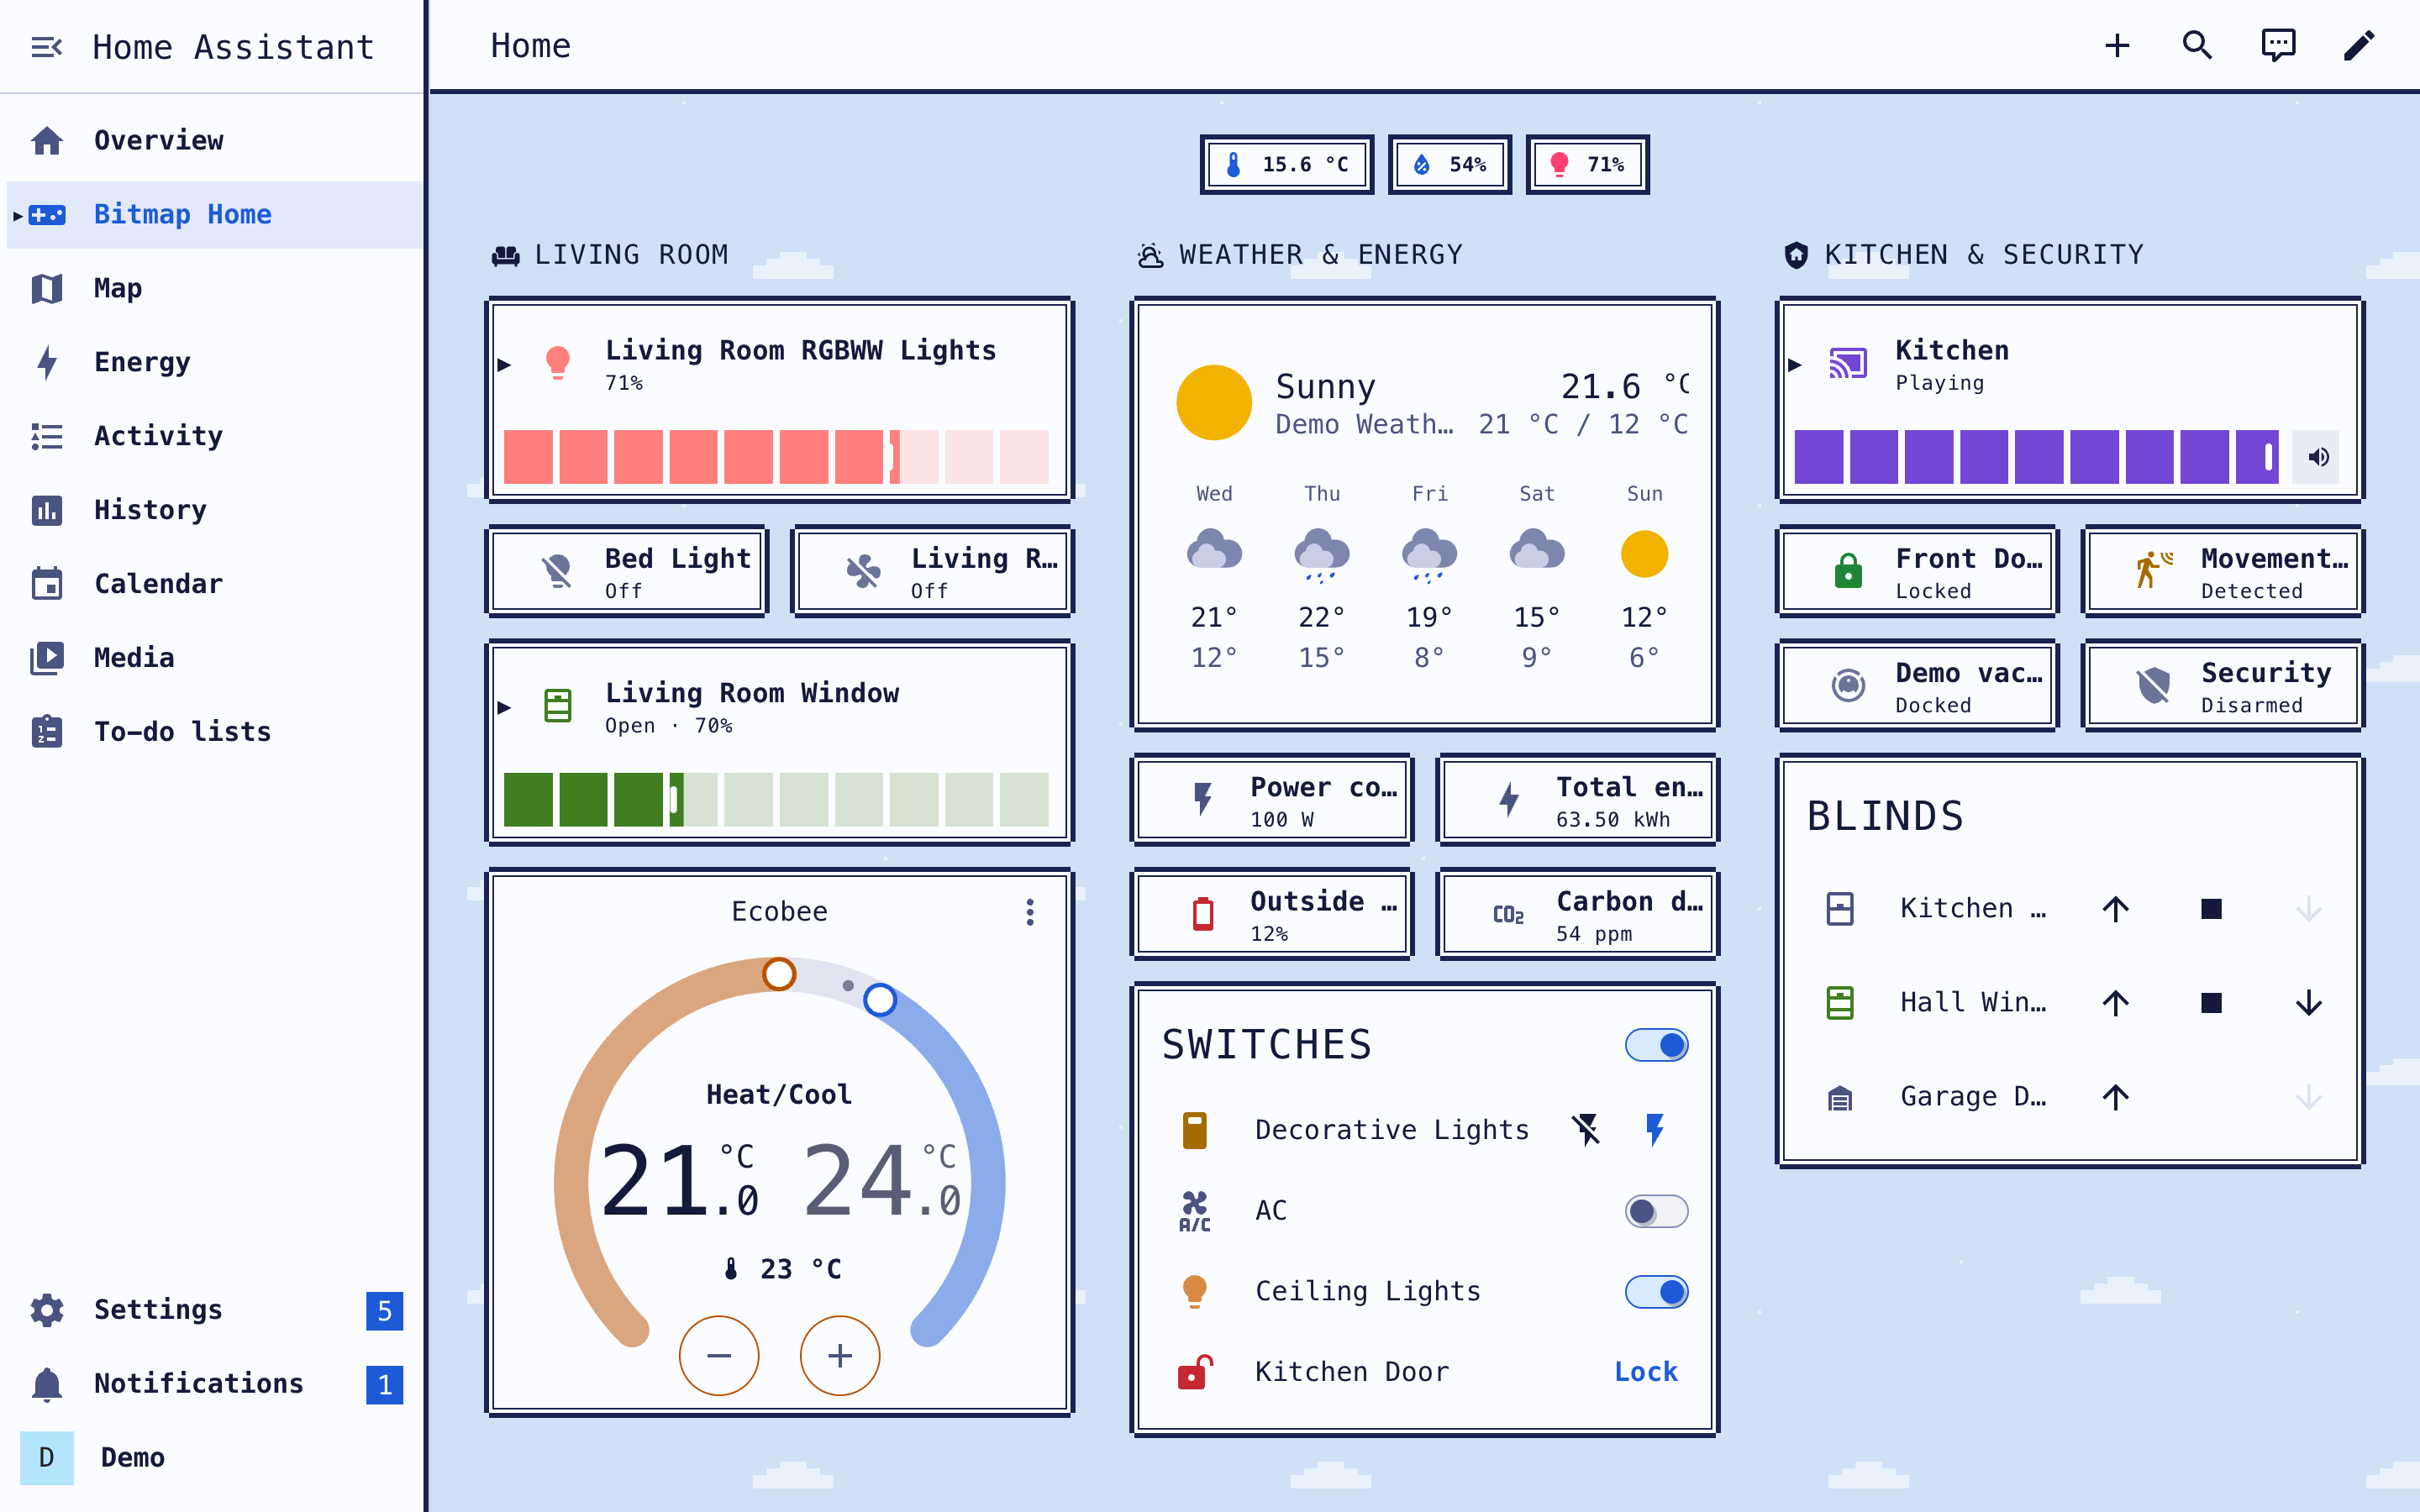 Home Assistant
Overview
Bitmap Home
Map
Energy
Activity
History
Calendar
Media
To-do lists
Settings 5
Notifications 1
D Demo
Home
15.6 °C 54% 71%
LIVING ROOM
Living Room RGBWW Lights
71%
Bed Light
Off
Living R…
Off
Living Room Window
Open · 70%
Ecobee
Heat/Cool
21.0 °C 24.0 °C
23 °C
WEATHER & ENERGY
Sunny 21.6 °C
Demo Weath… 21 °C / 12 °C
Wed Thu Fri Sat Sun
21° 22° 19° 15° 12°
12° 15° 8° 9° 6°
Power co…
100 W
Total en…
63.50 kWh
Outside …
12%
CO2
Carbon d…
54 ppm
SWITCHES
Decorative Lights
A/C
AC
Ceiling Lights
Kitchen Door Lock
KITCHEN & SECURITY
Kitchen
Playing
Front Do…
Locked
Movement…
Detected
Demo vac…
Docked
Security
Disarmed
BLINDS
Kitchen …
Hall Win…
Garage D…